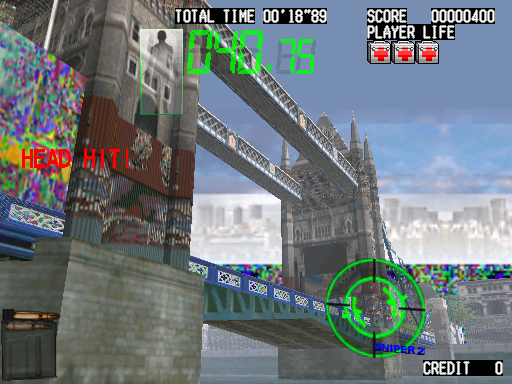 TOTAL TIME 00'18"89
SCORE 00000400
PLAYER LIFE
040.75
HEAD HIT!
SNIPER 2
CREDIT 0